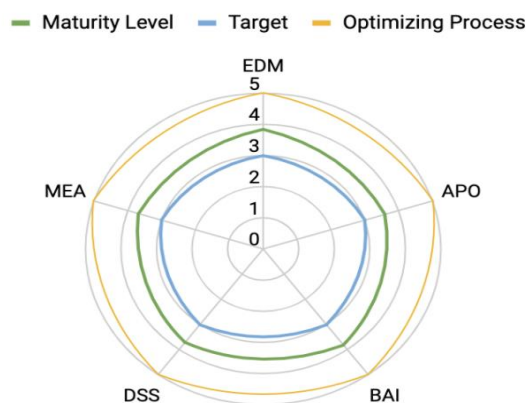 Maturity Level Target Optimizing Process
EDM
5
4
3
2
1
0
MEA APO
DSS BAI